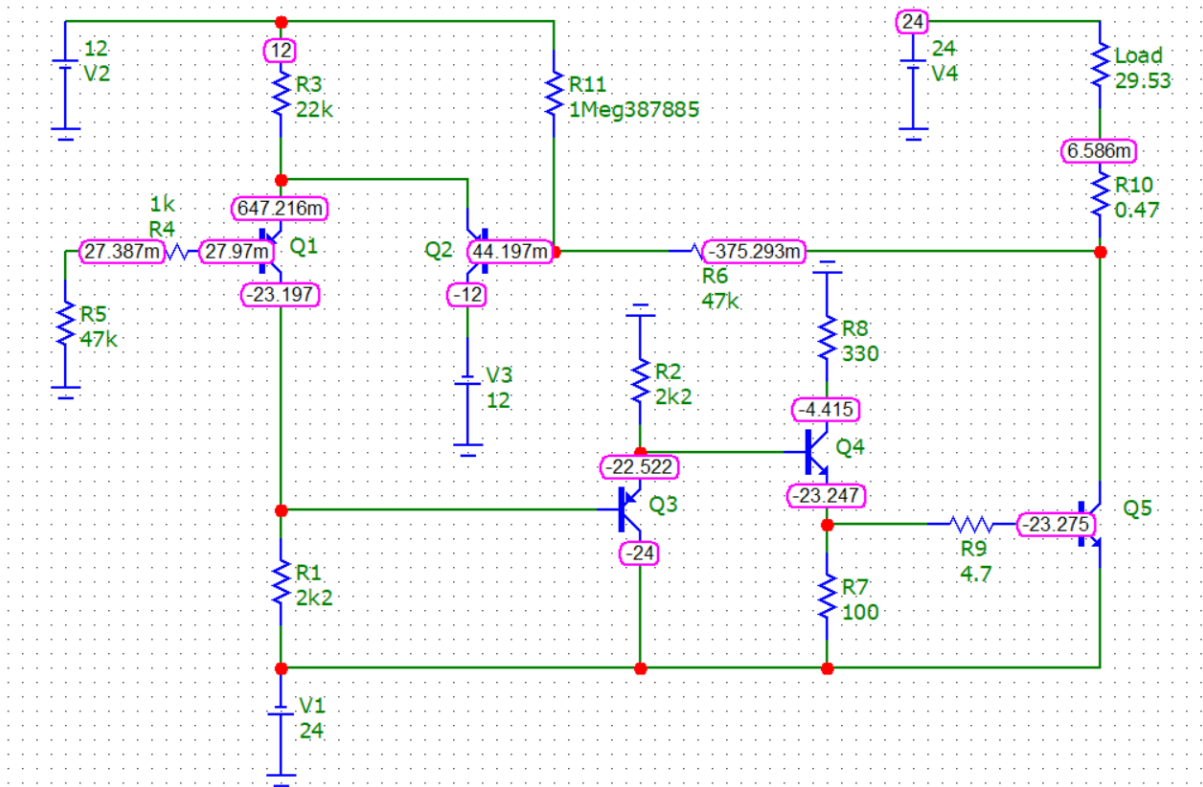 12
V2
12
R3
22k
R11
1Meg387885
24
24
V4
Load
29.53
6.586m
R10
0.47
1k
R4
647.216m
27.387m
27.97m
Q1
Q2
44.197m
-375.293m
R6
47k
-23.197
-12
R5
47k
V3
12
R2
2k2
R8
330
-4.415
Q4
-22.522
-23.247
Q3
-23.275
Q5
R9
4.7
-24
R1
2k2
R7
100
V1
24